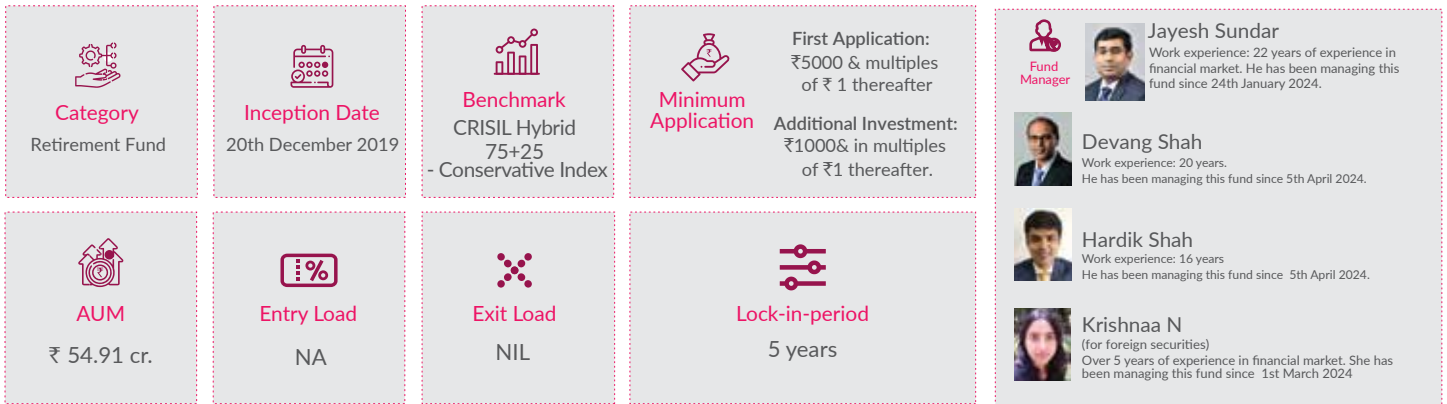 Category
Retirement Fund
Inception Date
20th December 2019
Benchmark
CRISIL Hybrid
75+25
- Conservative Index
Minimum
Application
First Application:
₹5000 & multiples
of ₹ 1 thereafter
Additional Investment:
₹1000& in multiples
of ₹1 thereafter.
AUM
₹ 54.91 cr.
Entry Load
NA
Exit Load
NIL
Lock-in-period
5 years
Fund
Manager
Jayesh Sundar
Work experience: 22 years of experience in
financial market. He has been managing this
fund since 24th January 2024.
Devang Shah
Work experience: 20 years.
He has been managing this fund since 5th April 2024.
Hardik Shah
Work experience: 16 years
He has been managing this fund since 5th April 2024.
Krishnaa N
(for foreign securities)
Over 5 years of experience in financial market. She has
been managing this fund since 1st March 2024